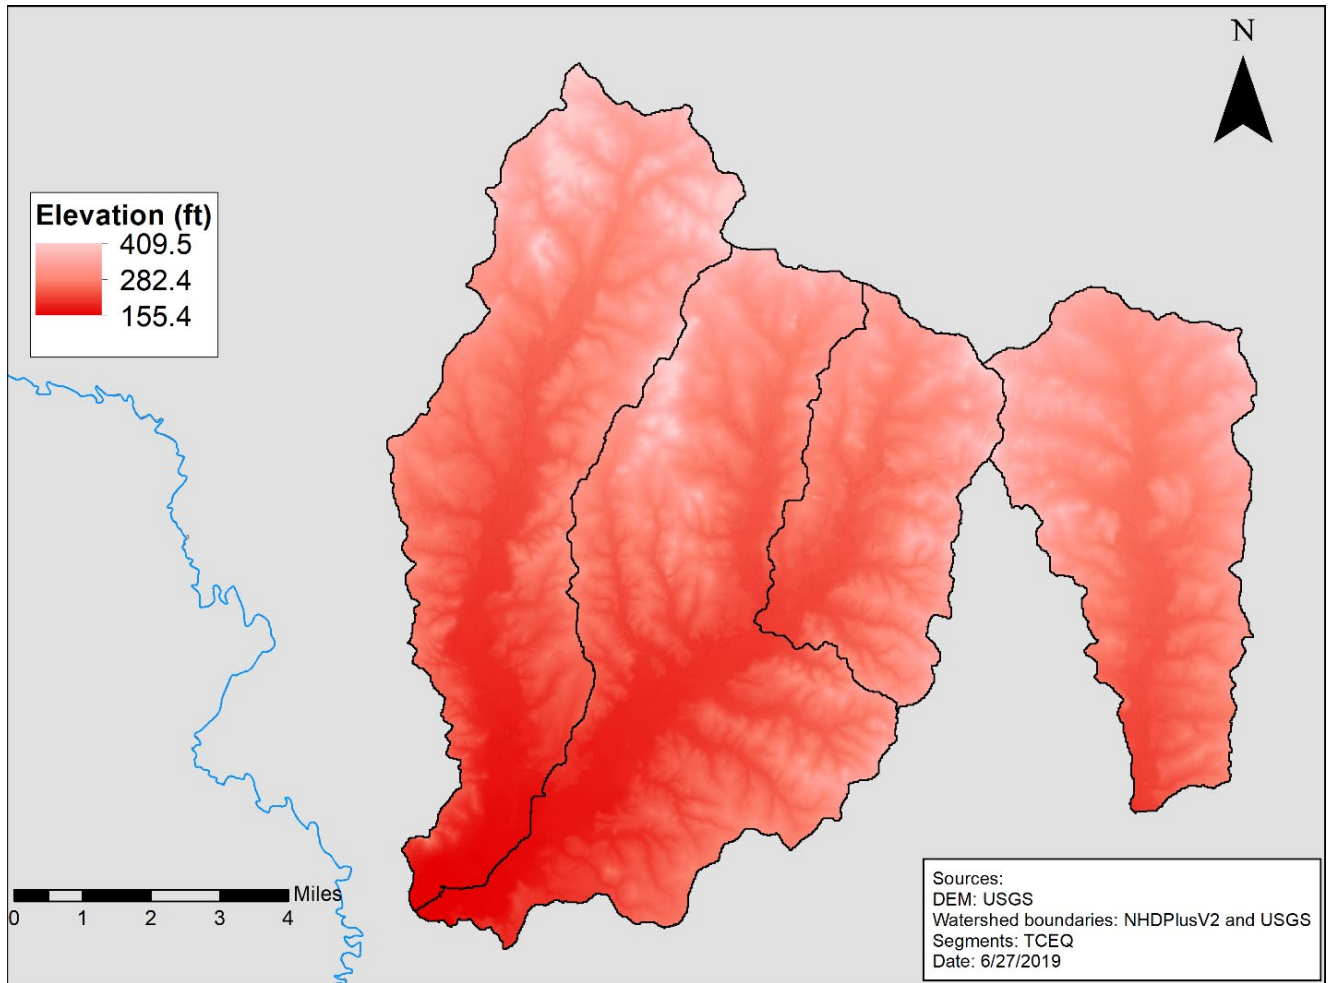 N
Elevation (ft)
409.5
282.4
155.4
Miles
0 1 2 3 4
Sources:
DEM: USGS
Watershed boundaries: NHDPlusV2 and USGS
Segments: TCEQ
Date: 6/27/2019